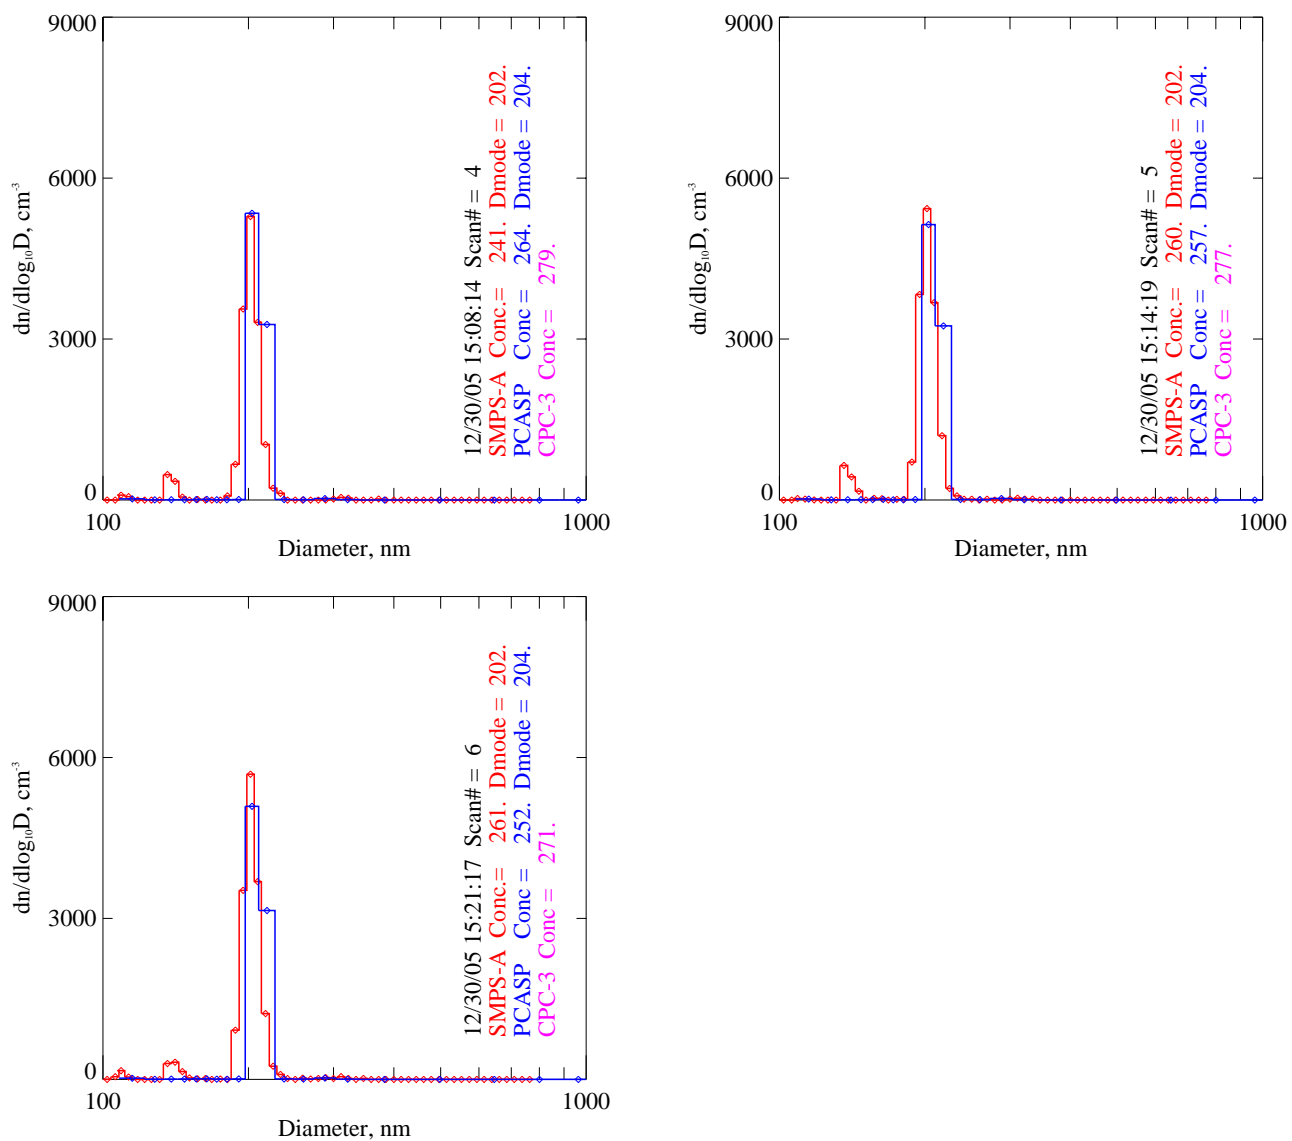 9000
6000
3000
0
dn/dlog₁₀D, cm⁻³
100
1000
Diameter, nm
12/30/05 15:08:14 Scan# = 4
SMPS-A Conc.= 241. Dmode = 202.
PCASP Conc = 264. Dmode = 204.
CPC-3 Conc = 279.
9000
6000
3000
0
dn/dlog₁₀D, cm⁻³
100
1000
Diameter, nm
12/30/05 15:14:19 Scan# = 5
SMPS-A Conc.= 260. Dmode = 202.
PCASP Conc = 257. Dmode = 204.
CPC-3 Conc = 277.
9000
6000
3000
0
dn/dlog₁₀D, cm⁻³
100
1000
Diameter, nm
12/30/05 15:21:17 Scan# = 6
SMPS-A Conc.= 261. Dmode = 202.
PCASP Conc = 252. Dmode = 204.
CPC-3 Conc = 271.